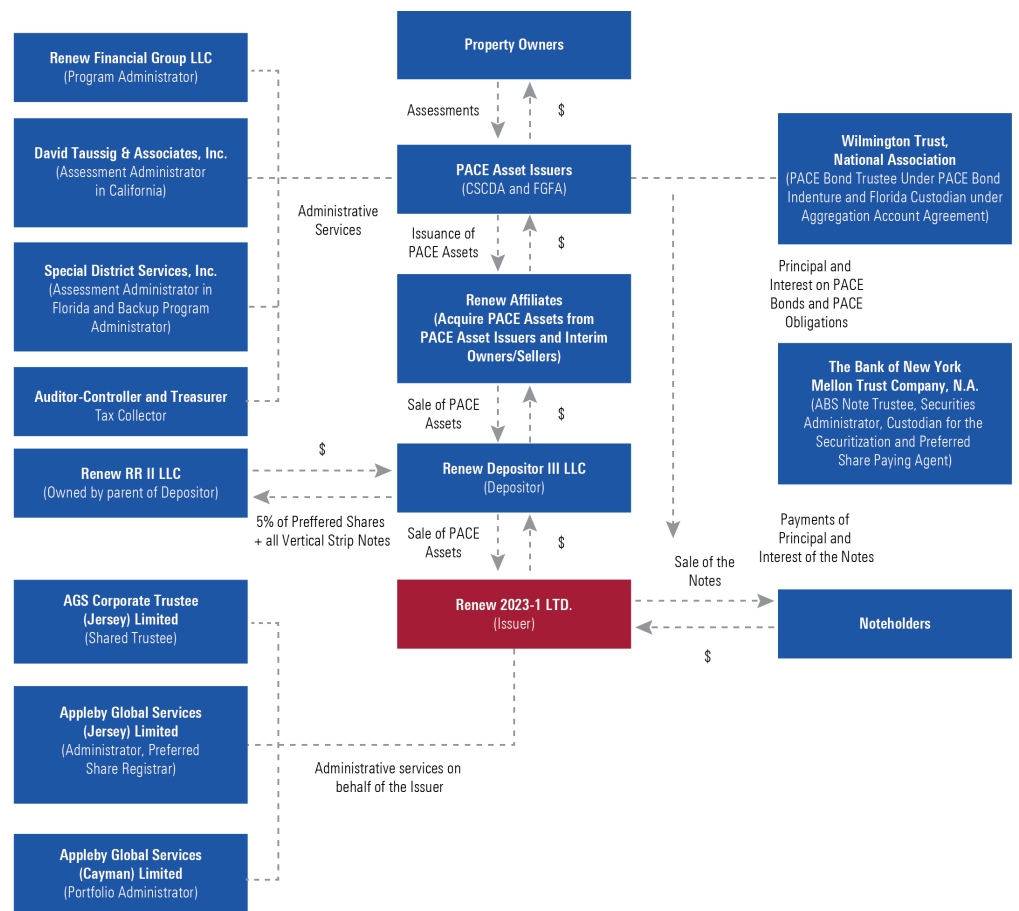 Property Owners
Renew Financial Group LLC
(Program Administrator)
Assessments
$
David Taussig & Associates, Inc.
(Assessment Administrator
in California)
PACE Asset Issuers
(CSCDA and FGFA)
Wilmington Trust,
National Association
(PACE Bond Trustee Under PACE Bond
Indenture and Florida Custodian under
Aggregation Account Agreement)
Administrative
Services
Issuance of
PACE Assets
$
Special District Services, Inc.
(Assessment Administrator in
Florida and Backup Program
Administrator)
Renew Affiliates
(Acquire PACE Assets from
PACE Asset Issuers and Interim
Owners/Sellers)
Principal and
Interest on PACE
Bonds and PACE
Obligations
Auditor-Controller and Treasurer
Tax Collector
Sale of PACE
Assets
$
The Bank of New York
Mellon Trust Company, N.A.
(ABS Note Trustee, Securities
Administrator, Custodian for the
Securitization and Preferred
Share Paying Agent)
Renew RR II LLC
(Owned by parent of Depositor)
$
Renew Depositor III LLC
(Depositor)
5% of Preffered Shares
+ all Vertical Strip Notes
Sale of PACE
Assets
$
Payments of
Principal and
Interest of the Notes
Sale of the
Notes
AGS Corporate Trustee
(Jersey) Limited
(Shared Trustee)
Renew 2023-1 LTD.
(Issuer)
Noteholders
$
Appleby Global Services
(Jersey) Limited
(Administrator, Preferred
Share Registrar)
Administrative services on
behalf of the Issuer
Appleby Global Services
(Cayman) Limited
(Portfolio Administrator)